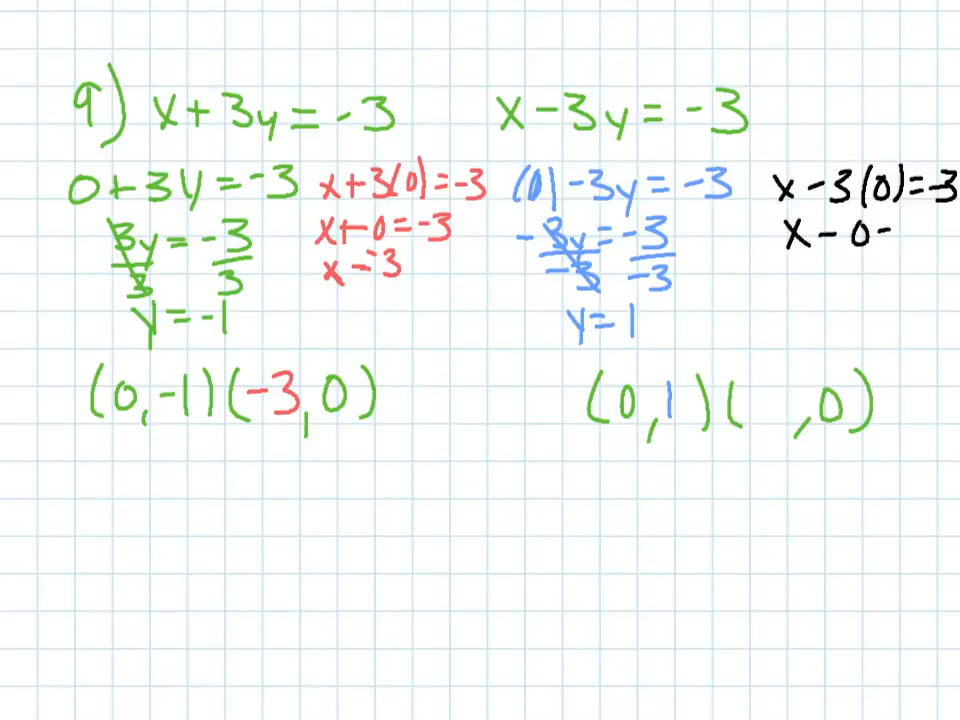 9) x + 3y = -3
x - 3y = -3
0 + 3y = -3
3y = -3
3 3
y = -1
x + 3(0) = -3
x + 0 = -3
x = -3
(0) - 3y = -3
-3y = -3
-3 -3
y = 1
x - 3(0) = -3
x - 0 -
(0, -1) (-3, 0)
(0, 1) ( , 0)